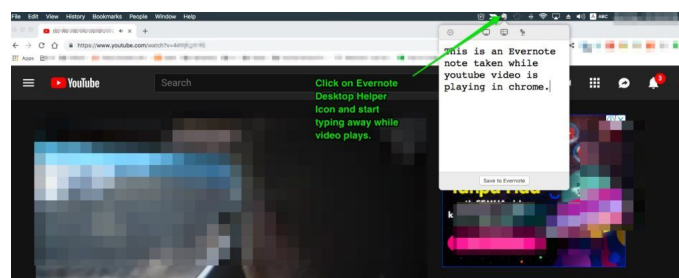 File Edit View History Bookmarks People Window Help
ABC
https://www.youtube.com/
Apps
YouTube
Search
3
Click on Evernote
Desktop Helper
Icon and start
typing away while
video plays.
This is an Evernote
note taken while
youtube video is
playing in chrome.
Save to Evernote